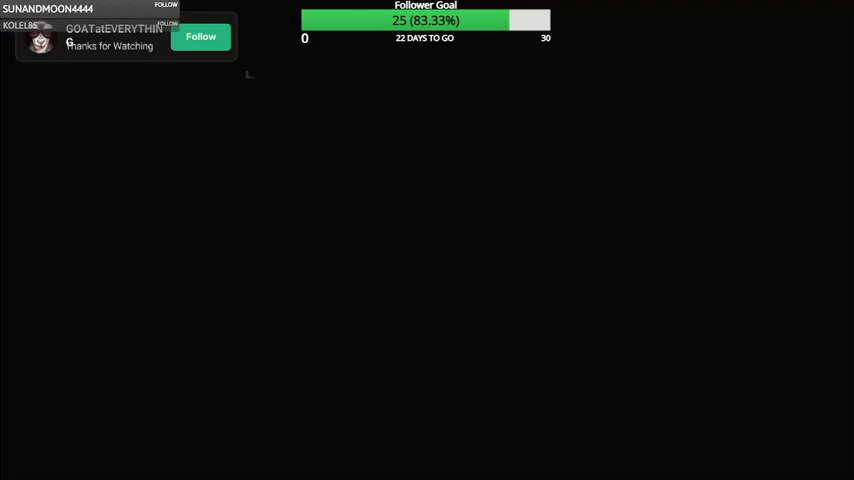 SUNANDMOON4444 FOLLOW
KOLEL85 FOLLOW
GOATatEVERYTHIN
G
Thanks for Watching
Follow
Follower Goal
25 (83.33%)
0 22 DAYS TO GO 30